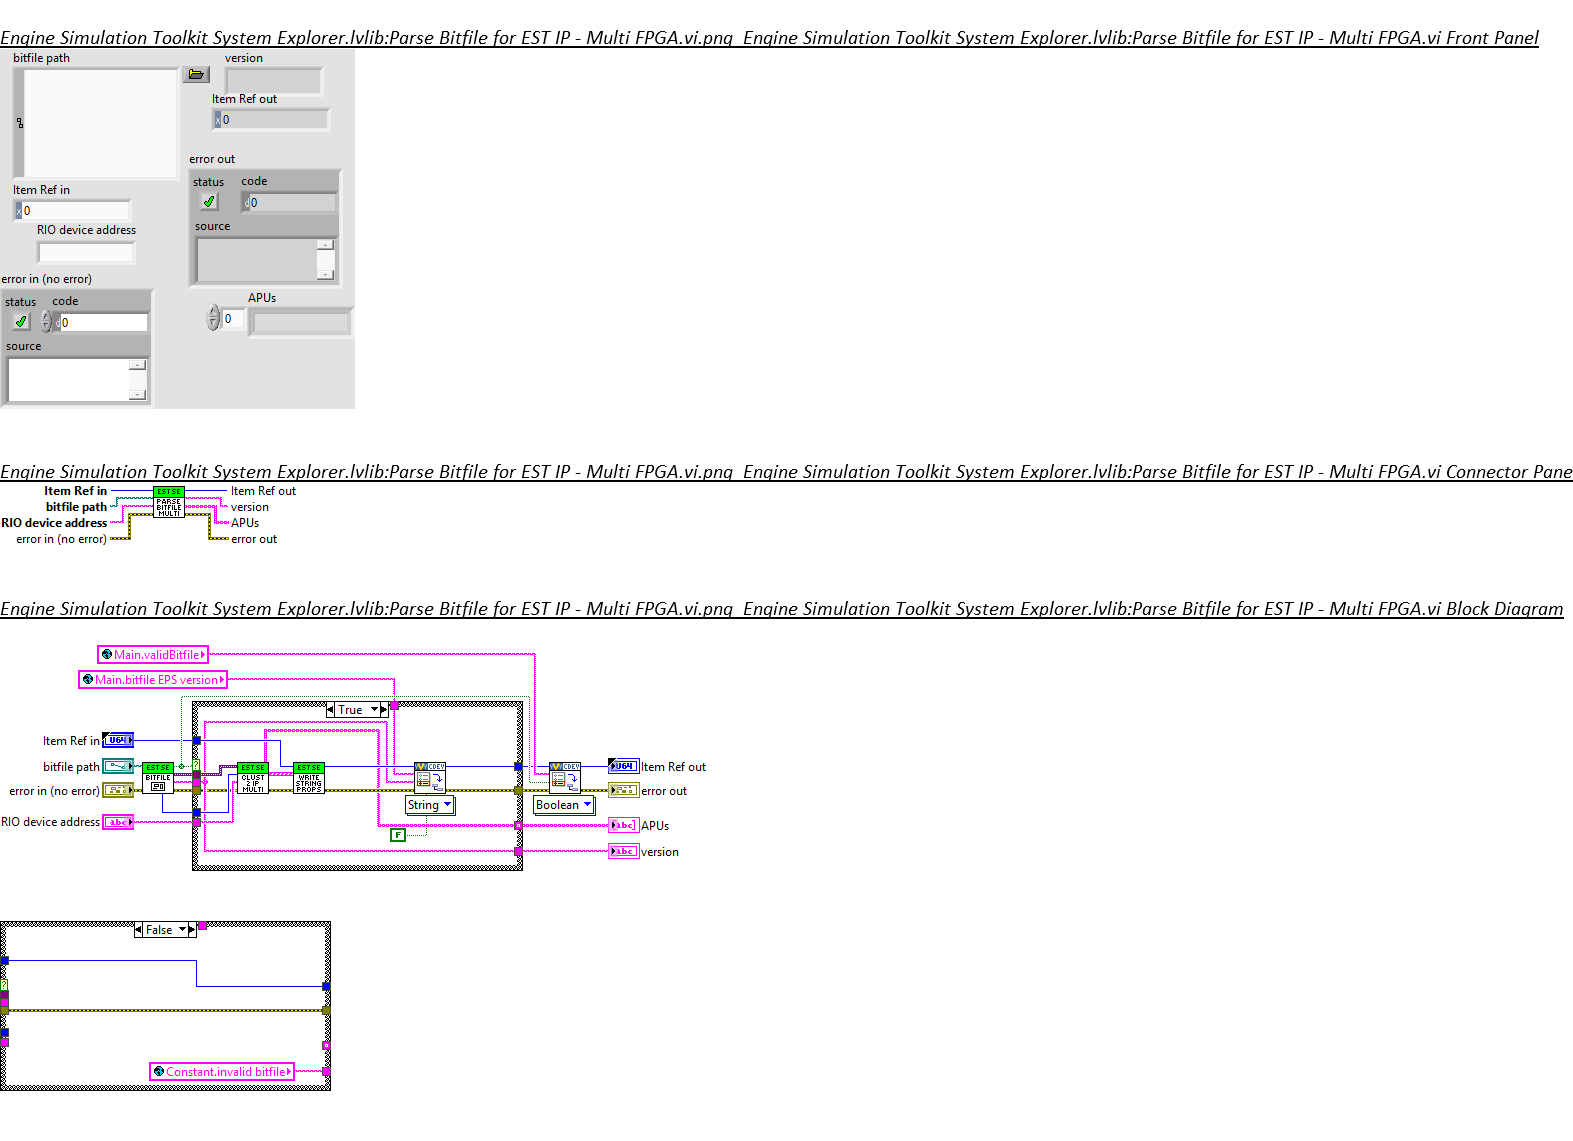 Engine Simulation Toolkit System Explorer.lvlib:Parse Bitfile for EST IP - Multi FPGA.vi.png Engine Simulation Toolkit System Explorer.lvlib:Parse Bitfile for EST IP - Multi FPGA.vi Front Panel
bitfile path
version
Item Ref out
x 0
error out
status code
d 0
source
Item Ref in
x 0
RIO device address
error in (no error)
status code
d 0
source
APUs
0
Engine Simulation Toolkit System Explorer.lvlib:Parse Bitfile for EST IP - Multi FPGA.vi.png Engine Simulation Toolkit System Explorer.lvlib:Parse Bitfile for EST IP - Multi FPGA.vi Connector Pane
Item Ref in
bitfile path
RIO device address
error in (no error)
EST SE
PARSE
BITFILE
MULTI
Item Ref out
version
APUs
error out
Engine Simulation Toolkit System Explorer.lvlib:Parse Bitfile for EST IP - Multi FPGA.vi.png Engine Simulation Toolkit System Explorer.lvlib:Parse Bitfile for EST IP - Multi FPGA.vi Block Diagram
Main.validBitfile
Main.bitfile EPS version
True
Item Ref in
U64
bitfile path
error in (no error)
RIO device address
abc
EST SE
BITFILE
?
EST SE
CLUST
2 IP
MULTI
EST SE
WRITE
STRING
PROPS
CDEV
String
F
CDEV
Boolean
U64
Item Ref out
error out
abc
APUs
abc
version
False
?
Constant.invalid bitfile